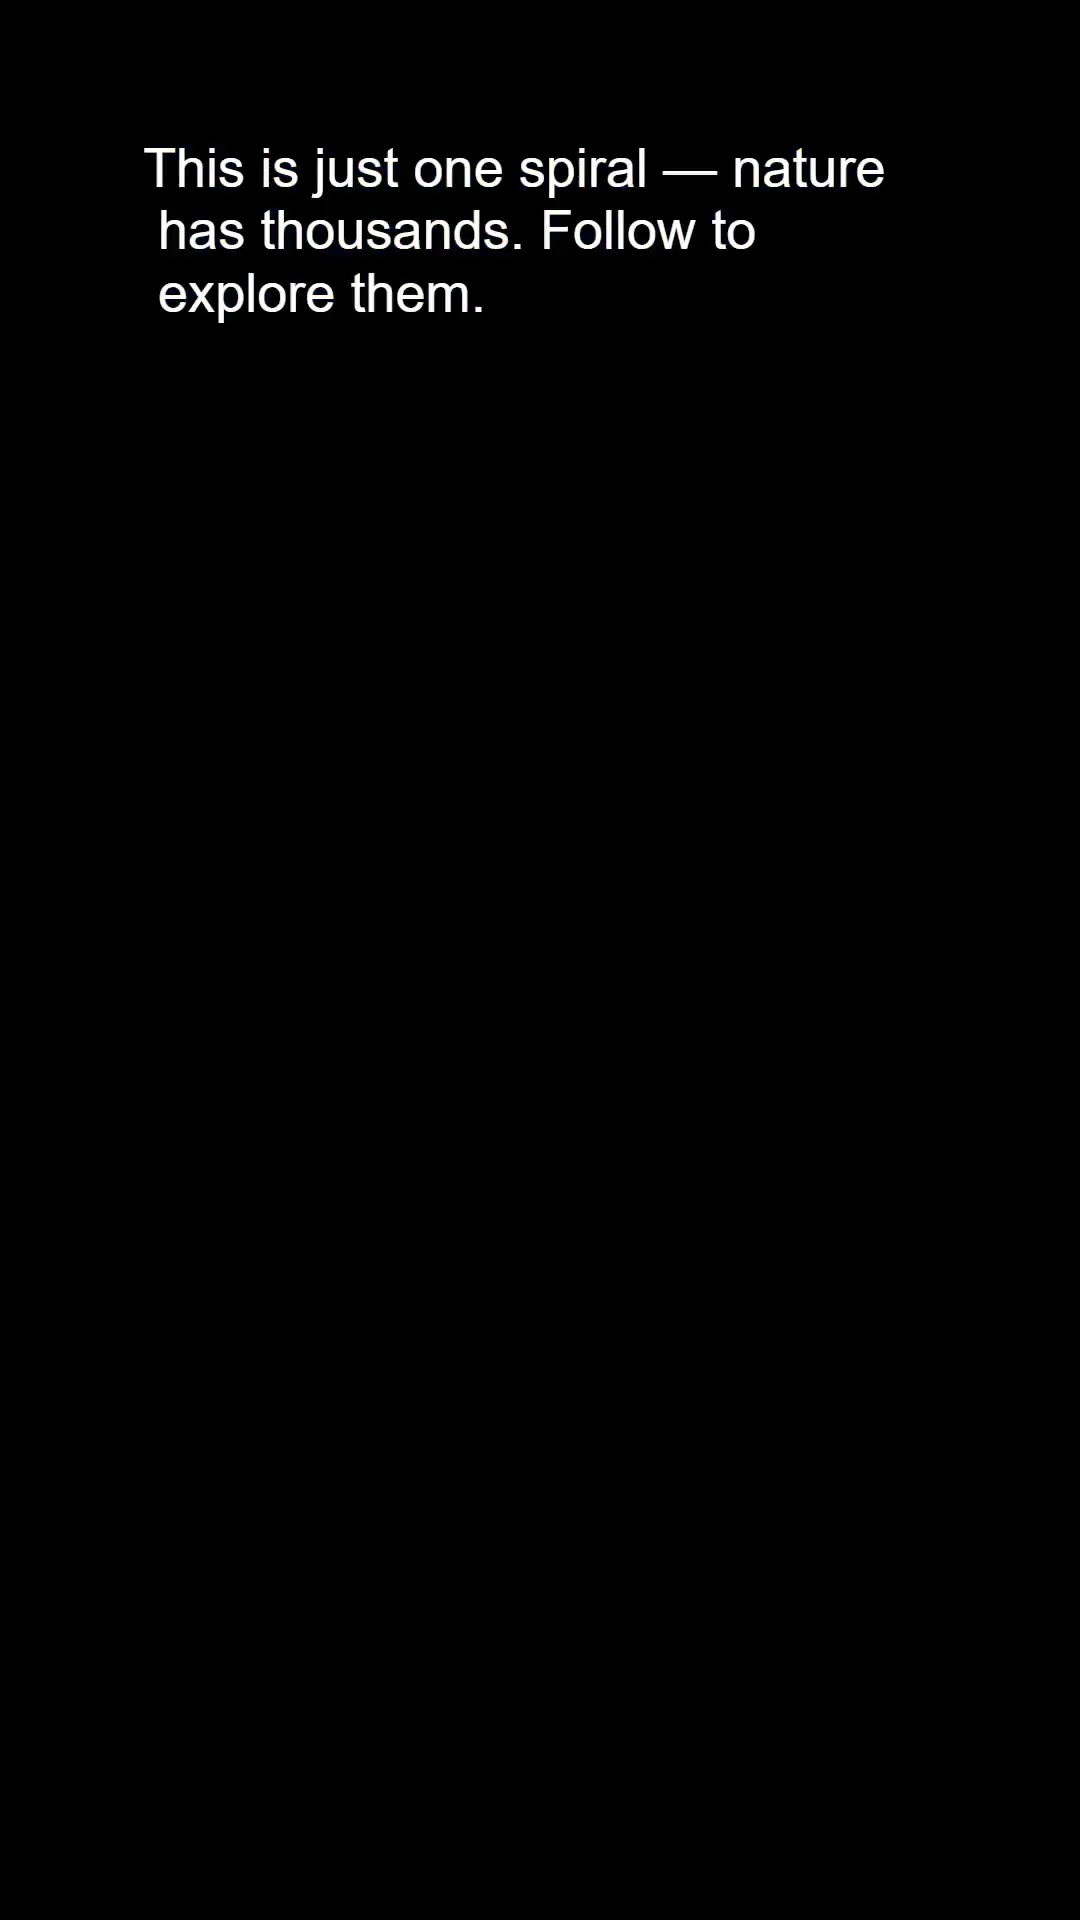 This is just one spiral — nature
has thousands. Follow to
explore them.